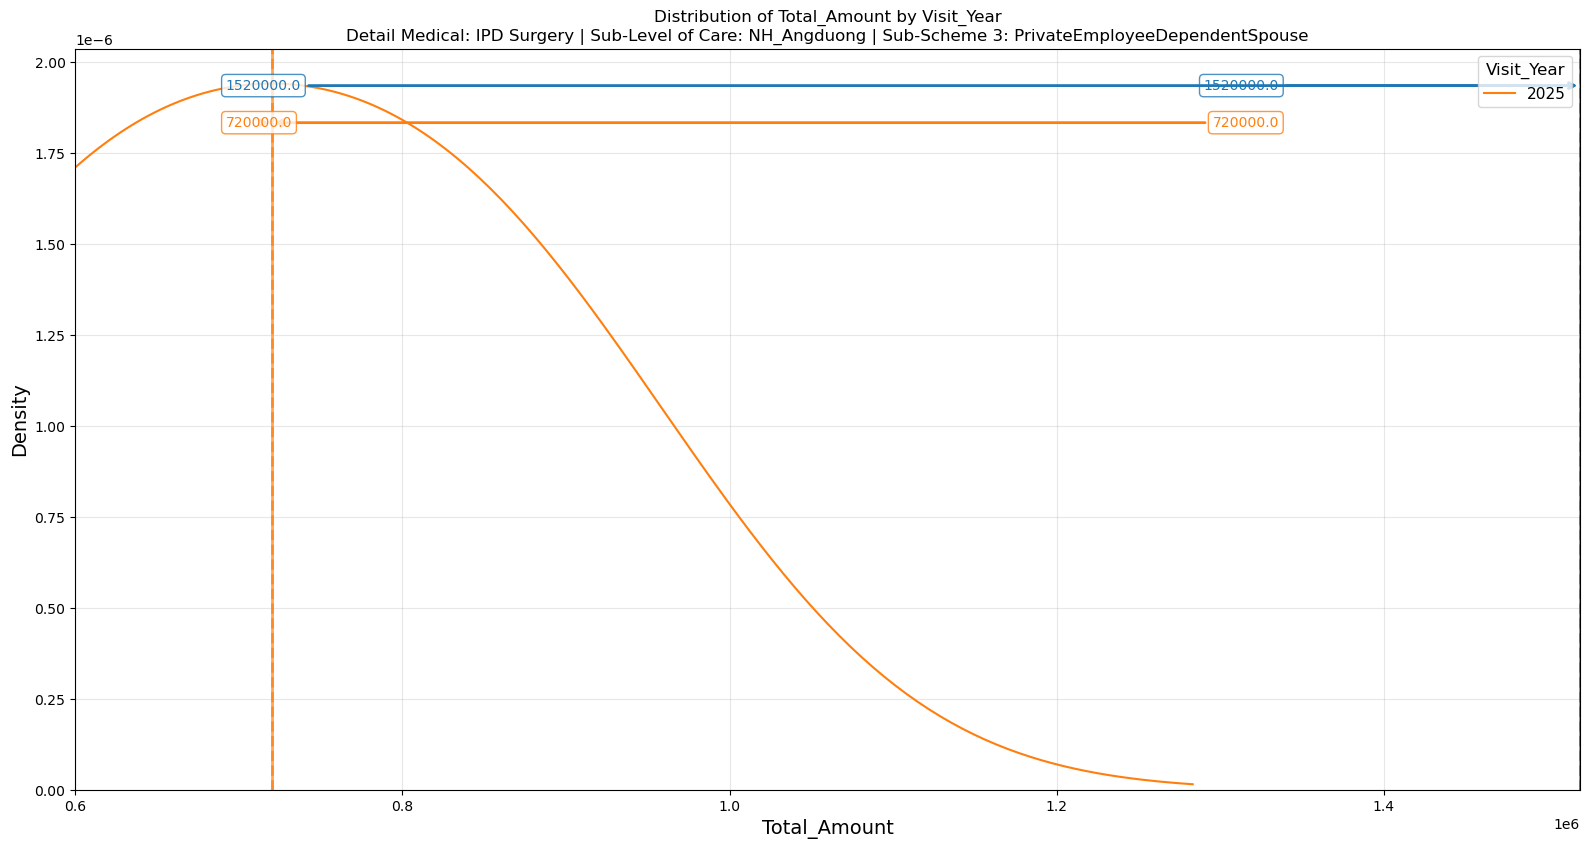 Distribution of Total_Amount by Visit_Year
Detail Medical: IPD Surgery | Sub-Level of Care: NH_Angduong | Sub-Scheme 3: PrivateEmployeeDependentSpouse
1e−6
2.00
1.75
1.50
1.25
1.00
0.75
0.50
0.25
0.00
Density
1520000.0
1520000.0
720000.0
720000.0
Visit_Year
2025
0.6
0.8
1.0
1.2
1.4
1e6
Total_Amount